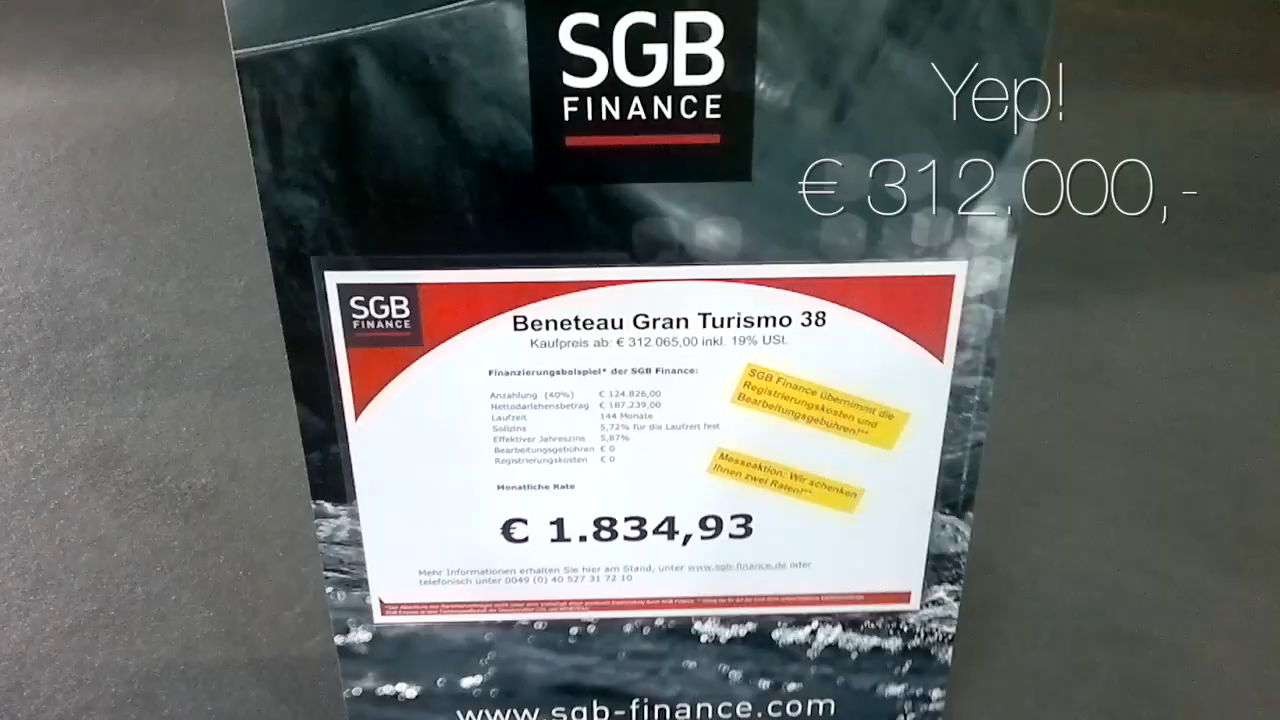 SGB
FINANCE
Yep!
€ 312.000,-
SGB
FINANCE
Beneteau Gran Turismo 38
Kaufpreis ab: € 312.065,00 inkl. 19% USt.
Finanzierungsbeispiel* der SGB Finance:
Anzahlung (40%) € 124.826,00
Nettodarlehensbetrag € 187.239,00
Laufzeit 144 Monate
Sollzins 5,72% für die Laufzeit fest
Effektiver Jahreszins 5,87%
Bearbeitungsgebühren € 0
Registrierungskosten € 0
SGB Finance übernimmt die
Registrierungskosten und
Bearbeitungsgebühren!**
Messeaktion: Wir schenken
Ihnen zwei Raten!**
Monatliche Rate
€ 1.834,93
Mehr Informationen erhalten Sie hier am Stand, unter www.sgb-finance.de oder
telefonisch unter 0049 (0) 40 527 31 72 10
www.sgb-finance.com